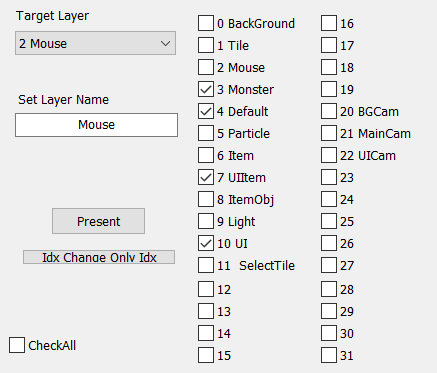 Target Layer
2 Mouse
Set Layer Name
Mouse
Present
Idx Change Only Idx
CheckAll
0 BackGround
1 Tile
2 Mouse
3 Monster
4 Default
5 Particle
6 Item
7 UIItem
8 ItemObj
9 Light
10 UI
11 SelectTile
12
13
14
15
16
17
18
19
20 BGCam
21 MainCam
22 UICam
23
24
25
26
27
28
29
30
31